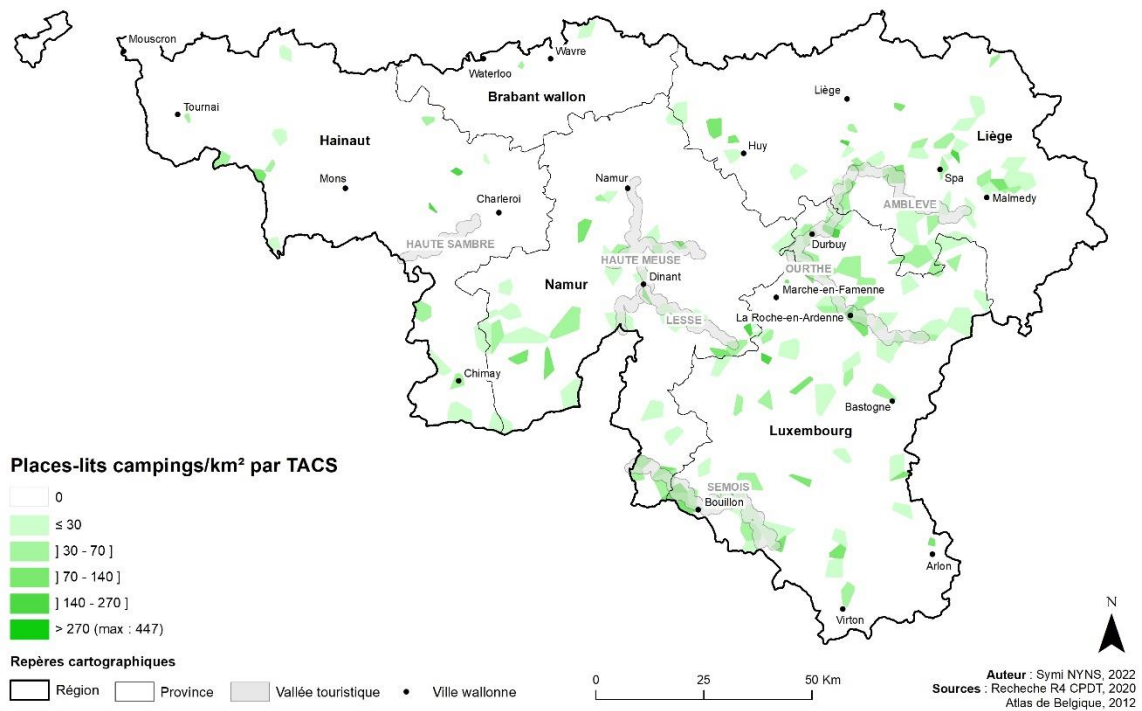 Mouscron
Wavre
Waterloo
Brabant wallon
Tournai
Liège
Hainaut
Liège
Huy
Mons
Spa
Namur
Malmedy
Charleroi
AMBLEVE
HAUTE SAMBRE
Durbuy
HAUTE MEUSE
OURTHE
Namur
Dinant
Marche-en-Famenne
LESSE
La Roche-en-Ardenne
Chimay
Bastogne
Luxembourg
SEMOIS
Bouillon
Arlon
Virton
Places-lits campings/km² par TACS
0
≤ 30
] 30 - 70 ]
] 70 - 140 ]
] 140 - 270 ]
> 270 (max : 447)
Repères cartographiques
Région
Province
Vallée touristique
Ville wallonne
0
25
50 Km
N
Auteur : Symi NYNS, 2022
Sources : Recheche R4 CPDT, 2020
Atlas de Belgique, 2012